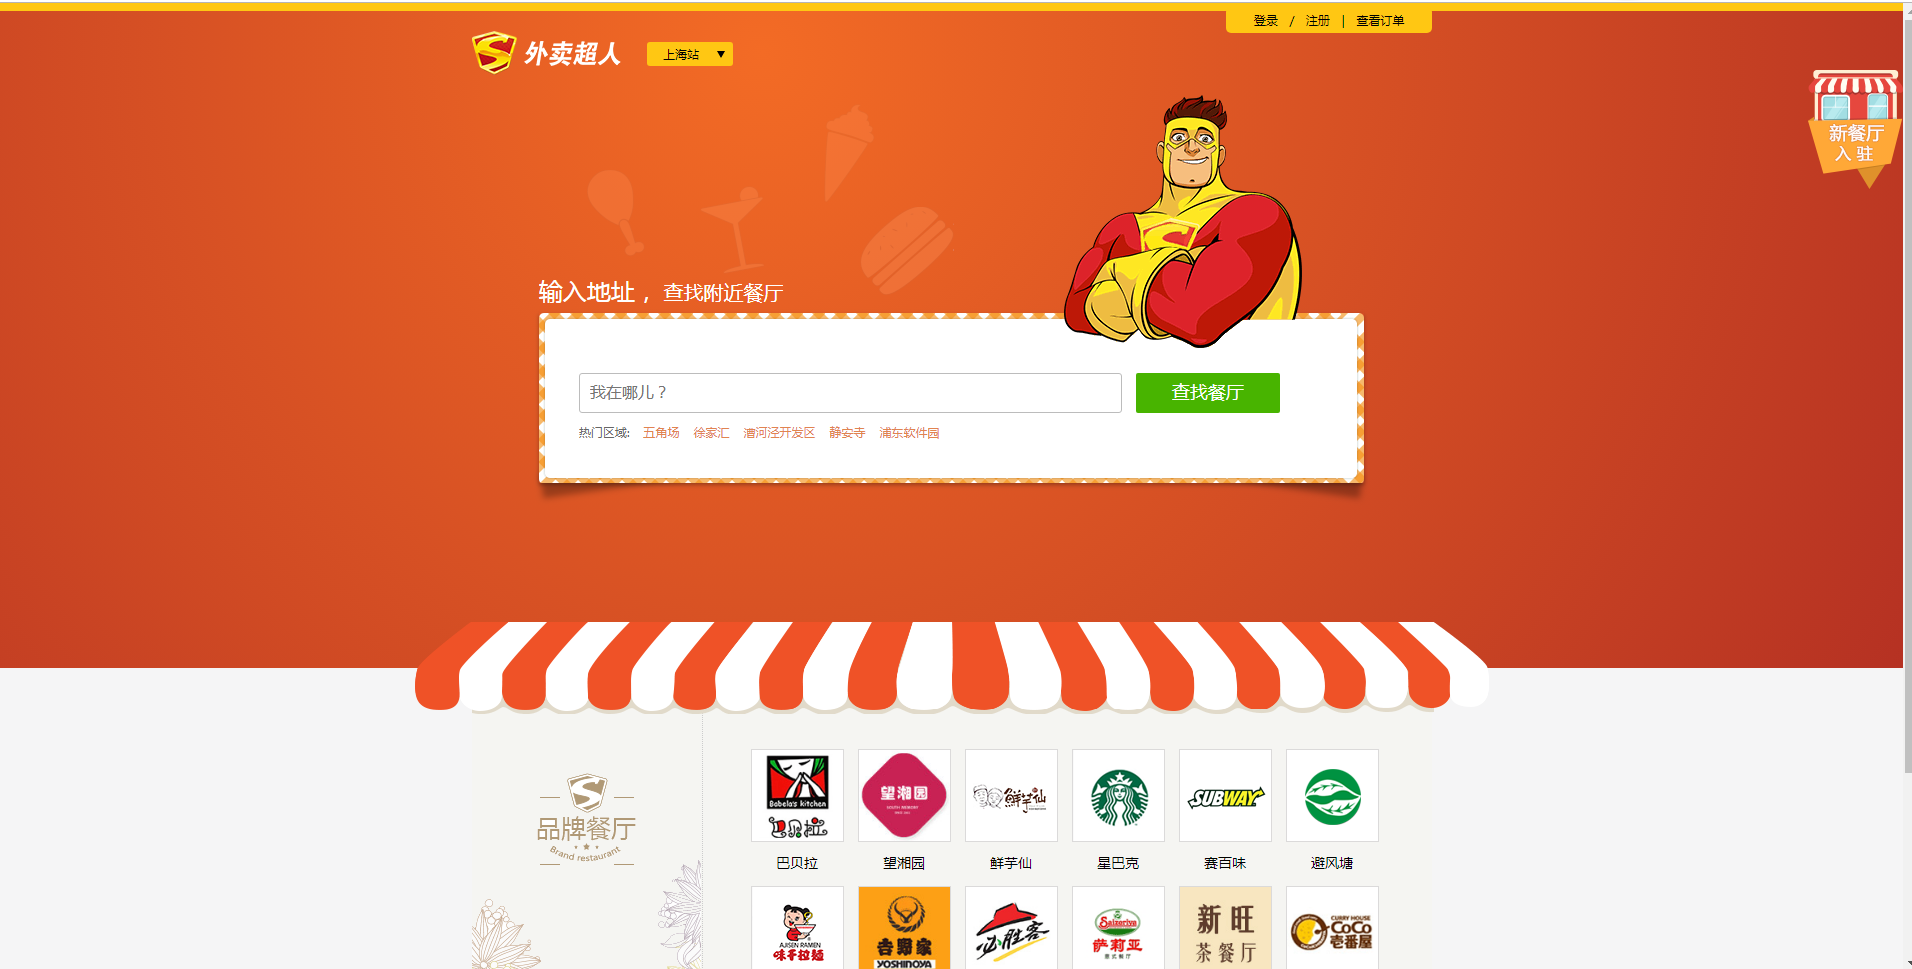 登录 / 注册 | 查看订单
外卖超人
上海站 ▼
新餐厅
入驻
输入地址，查找附近餐厅
我在哪儿？
查找餐厅
热门区域: 五角场 徐家汇 漕河泾开发区 静安寺 浦东软件园
品牌餐厅
Brand restaurant
Babela's kitchen
巴贝拉
望湘园
鲜芋仙
SUBWAY
巴贝拉 望湘园 鲜芋仙 星巴克 赛百味 避风塘
AJISEN RAMEN
味千拉麺
吉野家
YOSHINOYA
必胜客
Saizeriya
萨莉亚
意式餐厅
新旺
茶餐厅
CURRY HOUSE
CoCo
壱番屋